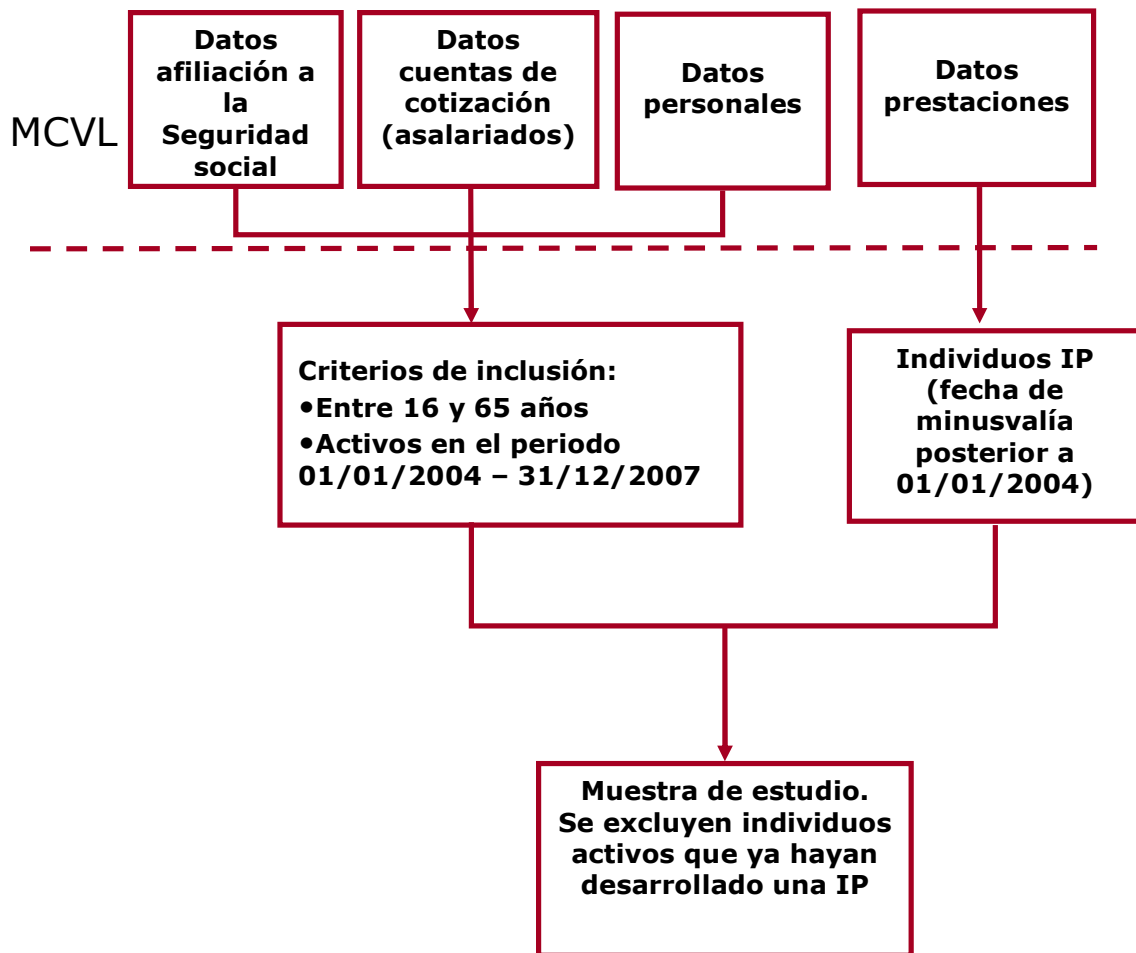 MCVL
Datos
afiliación a
la
Seguridad
social
Datos
cuentas de
cotización
(asalariados)
Datos
personales
Datos
prestaciones
Criterios de inclusión:
•Entre 16 y 65 años
•Activos en el periodo
01/01/2004 – 31/12/2007
Individuos IP
(fecha de
minusvalía
posterior a
01/01/2004)
Muestra de estudio.
Se excluyen individuos
activos que ya hayan
desarrollado una IP